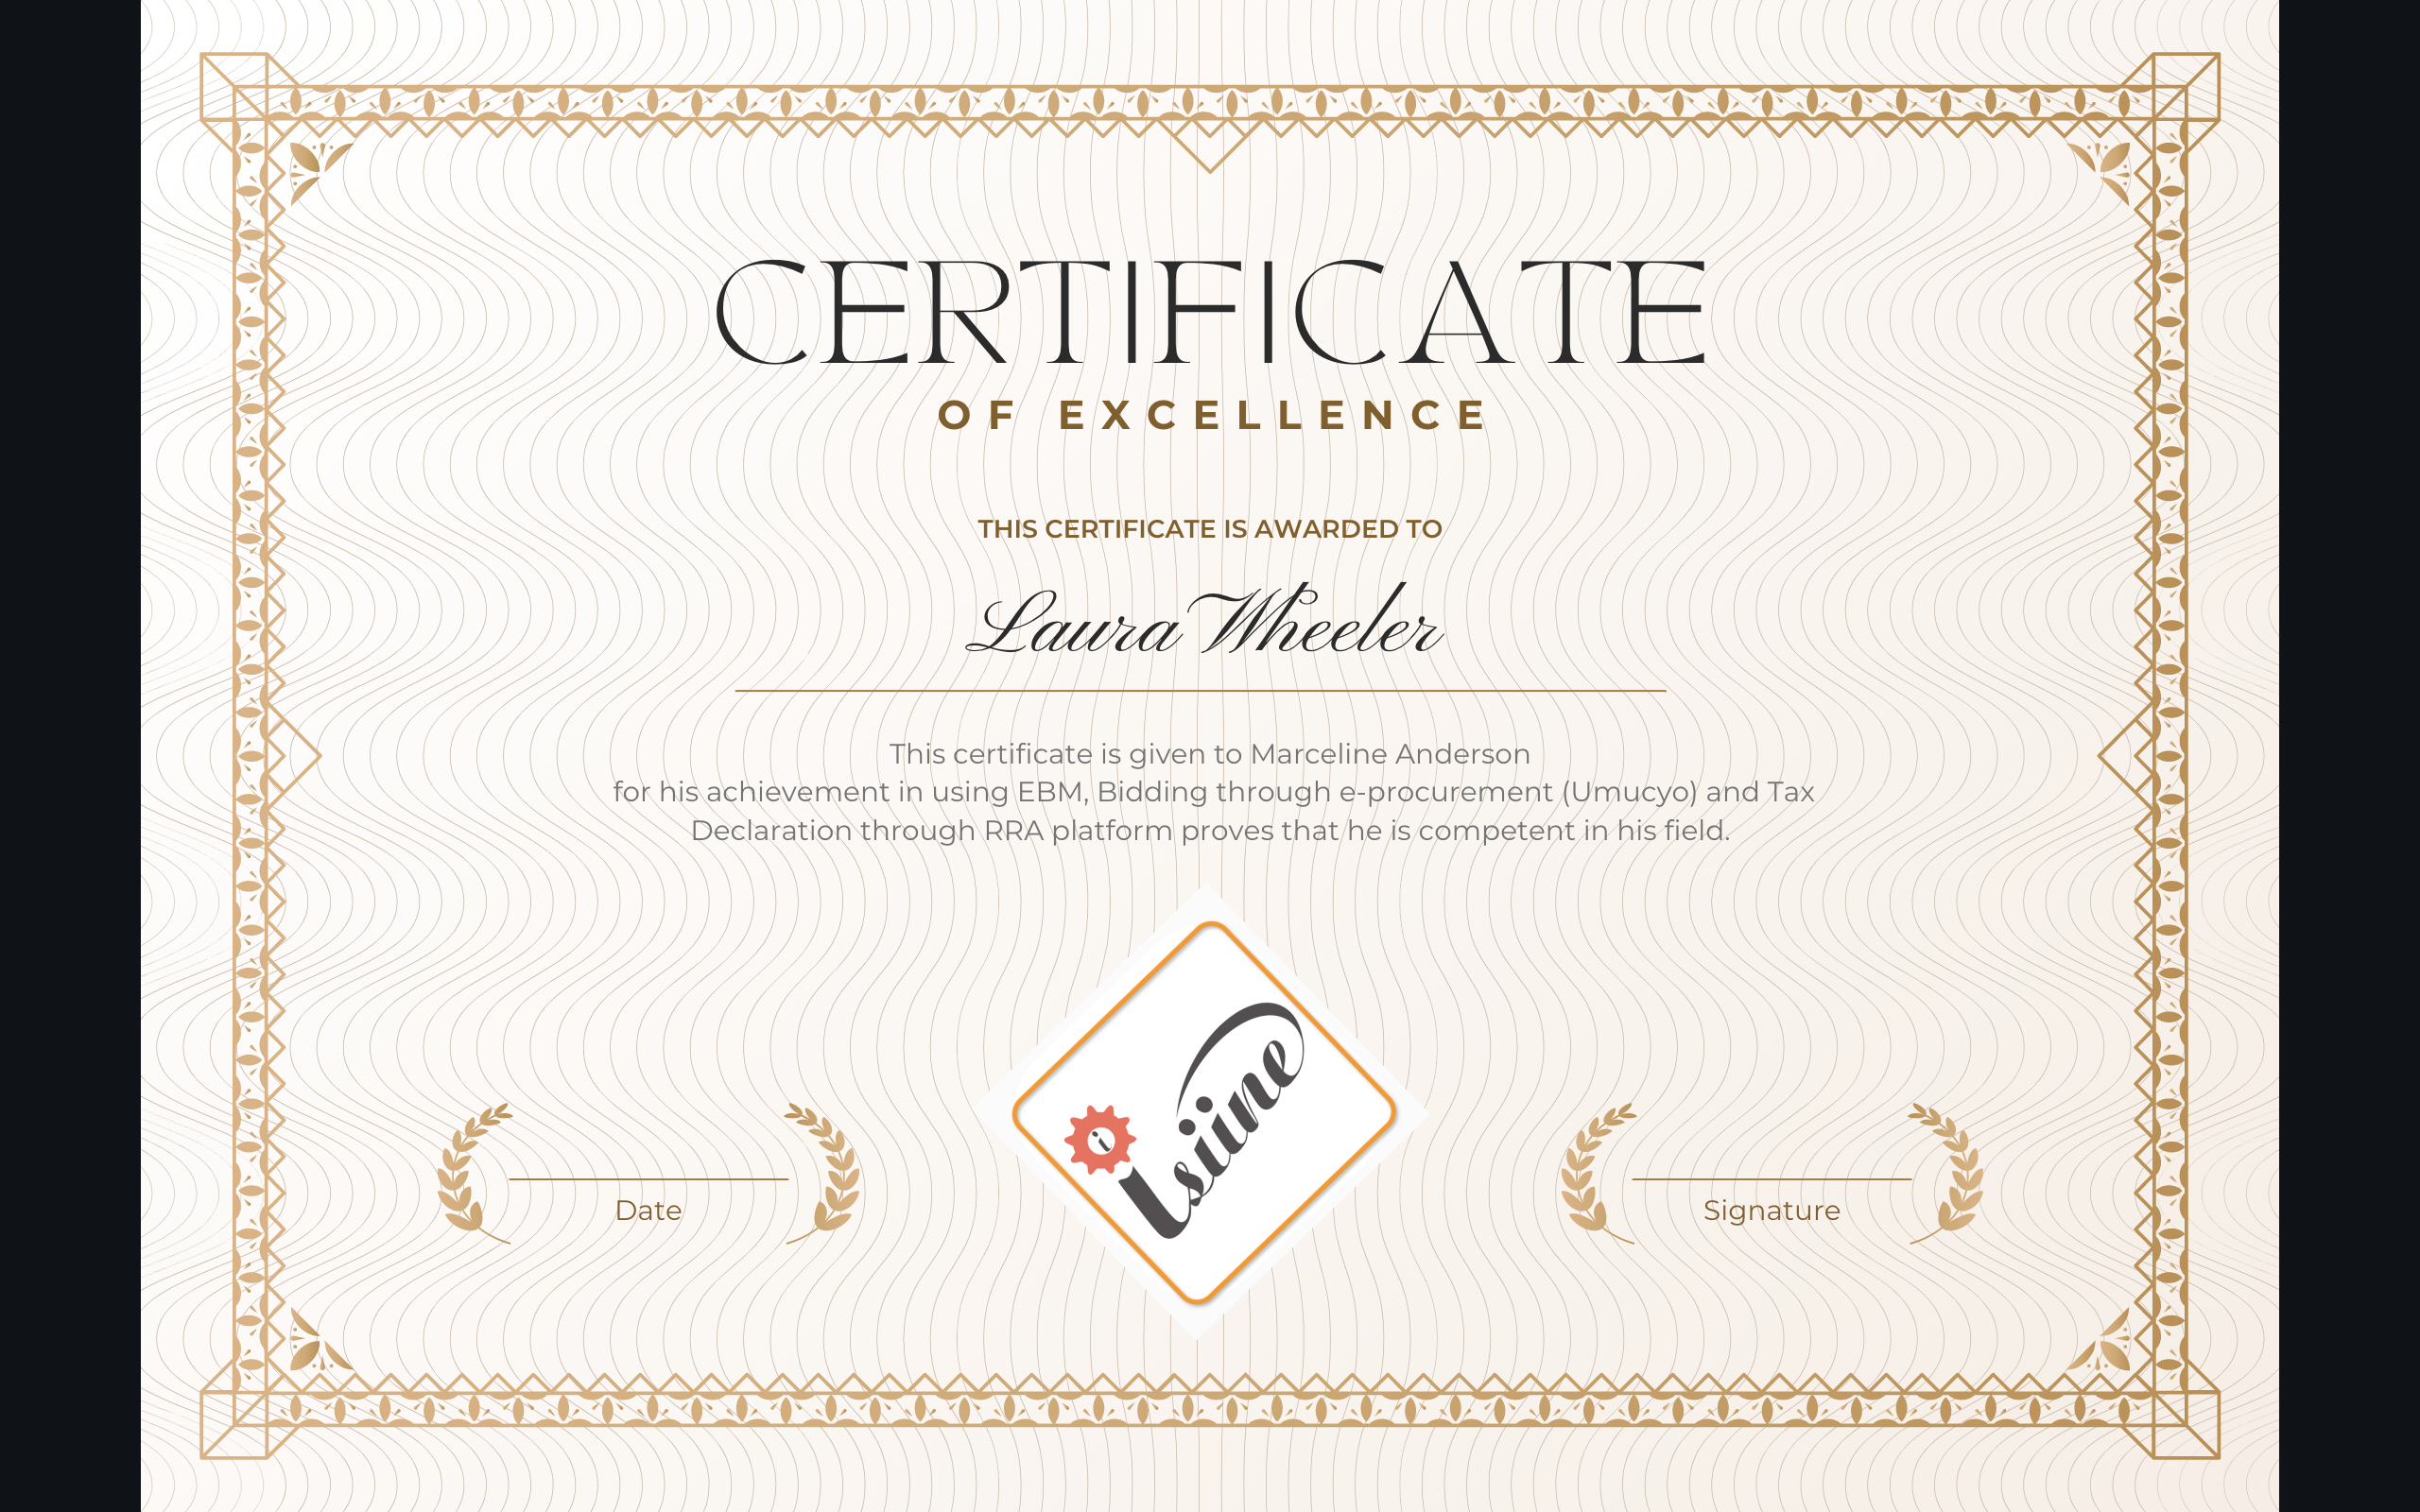 CERTIFICATE
OF EXCELLENCE
THIS CERTIFICATE IS AWARDED TO
Laura Wheeler
This certificate is given to Marceline Anderson
for his achievement in using EBM, Bidding through e-procurement (Umucyo) and Tax
Declaration through RRA platform proves that he is competent in his field.
i
Isiine
Date
Signature